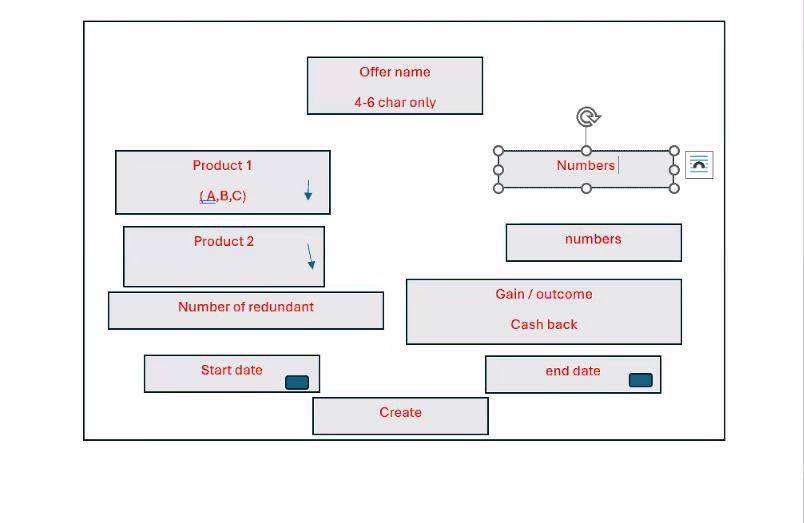 Offer name
4-6 char only
Product 1
( A,B,C)
Numbers
Product 2
numbers
Number of redundant
Gain / outcome
Cash back
Start date
end date
Create